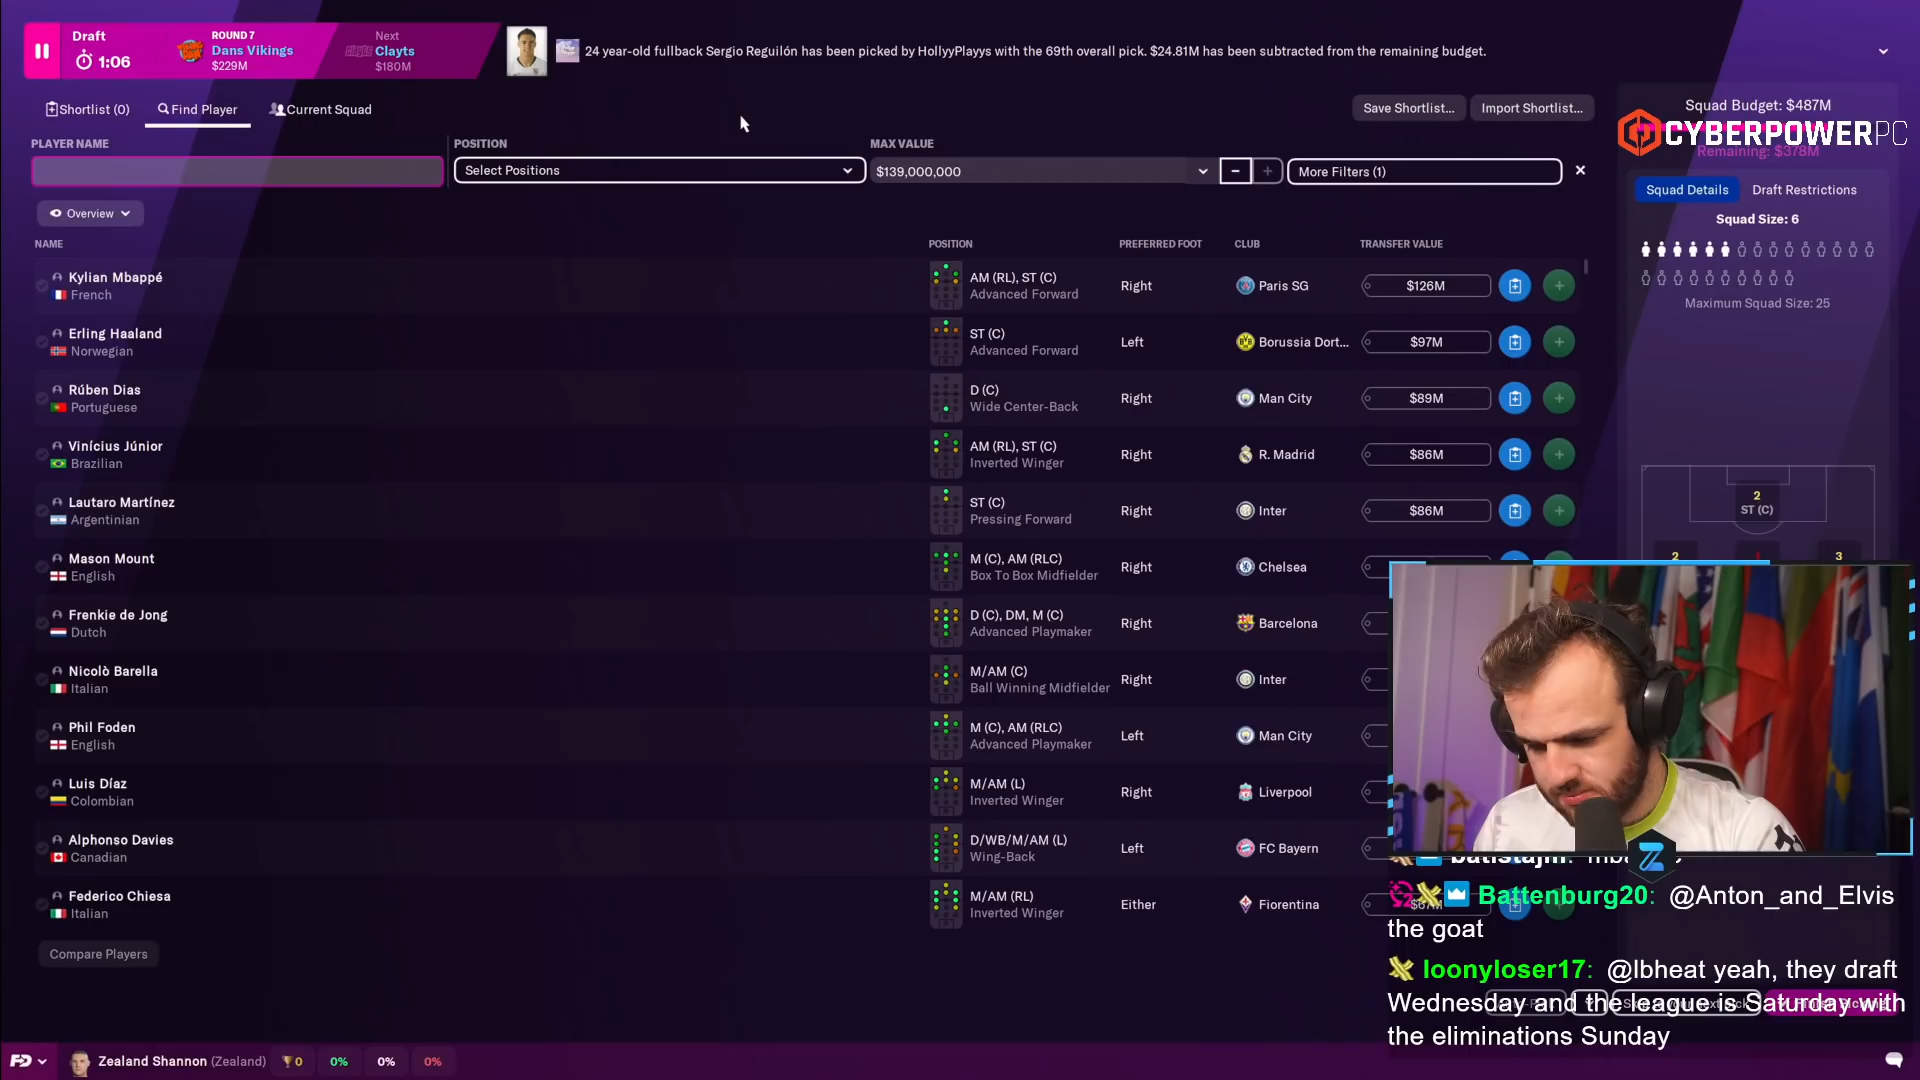 Draft
1:06
ROUND 7
Dans Vikings
$229M
Next
Clayts
$180M
24 year-old fullback Sergio Reguilón has been picked by HollyyPlayys with the 69th overall pick. $24.81M has been subtracted from the remaining budget.
Shortlist (0)
Find Player
Current Squad
Save Shortlist...
Import Shortlist...
PLAYER NAME
POSITION
Select Positions
MAX VALUE
$139,000,000
More Filters (1)
Overview
NAME POSITION PREFERRED FOOT CLUB TRANSFER VALUE
Kylian Mbappé AM (RL), ST (C) Right Paris SG $126M
French Advanced Forward
Erling Haaland ST (C) Left Borussia Dort... $97M
Norwegian Advanced Forward
Rúben Dias D (C) Right Man City $89M
Portuguese Wide Center-Back
Vinícius Júnior AM (RL), ST (C) Right R. Madrid $86M
Brazilian Inverted Winger
Lautaro Martínez ST (C) Right Inter $86M
Argentinian Pressing Forward
Mason Mount M (C), AM (RLC) Right Chelsea
English Box To Box Midfielder
Frenkie de Jong D (C), DM, M (C) Right Barcelona
Dutch Advanced Playmaker
Nicolò Barella M/AM (C) Right Inter
Italian Ball Winning Midfielder
Phil Foden M (C), AM (RLC) Left Man City
English Advanced Playmaker
Luis Díaz M/AM (L) Right Liverpool
Colombian Inverted Winger
Alphonso Davies D/WB/M/AM (L) Left FC Bayern
Canadian Wing-Back
Federico Chiesa M/AM (RL) Either Fiorentina
Italian Inverted Winger
Compare Players
Squad Budget: $487M
CYBERPOWERPC
Remaining: $378M
Squad Details
Draft Restrictions
Squad Size: 6
Maximum Squad Size: 25
2
ST (C)
2 1 3
batistajm:
Battenburg20: @Anton_and_Elvis
the goat
loonyloser17: @lbheat yeah, they draft
Wednesday and the league is Saturday with
the eliminations Sunday
FD
Zealand Shannon (Zealand)
0
0%
0%
0%